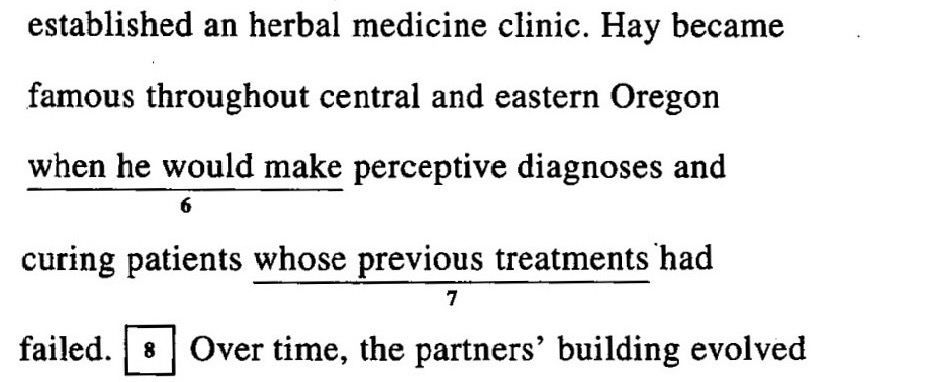 established an herbal medicine clinic. Hay became
famous throughout central and eastern Oregon
when he would make perceptive diagnoses and
6
curing patients whose previous treatments had
7
failed. 8 Over time, the partners' building evolved